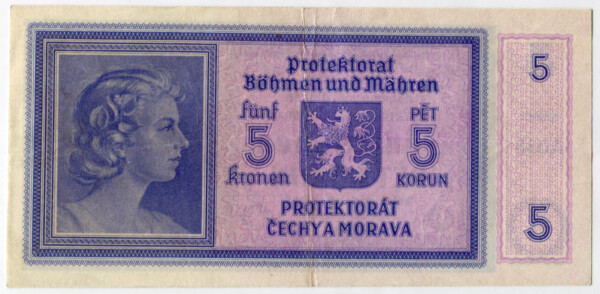 Protektorat
Böhmen und Mähren
fünf PĚT
5 5
kronen KORUN
PROTEKTORÁT
ČECHY A MORAVA
5
5